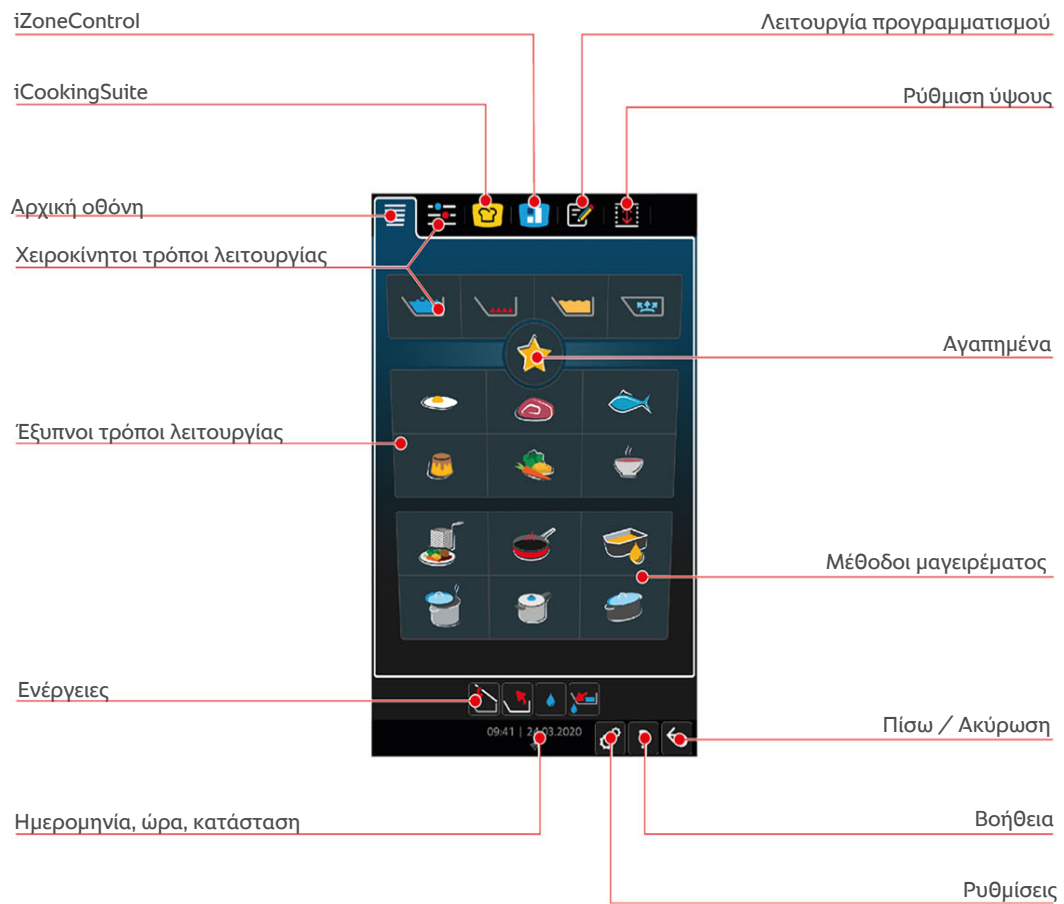 iZoneControl
Λειτουργία προγραμματισμού
iCookingSuite
Ρύθμιση ύψους
Αρχική οθόνη
Χειροκίνητοι τρόποι λειτουργίας
Αγαπημένα
Έξυπνοι τρόποι λειτουργίας
Μέθοδοι μαγειρέματος
Ενέργειες
Πίσω / Ακύρωση
09:41 | 24.03.2020
Ημερομηνία, ώρα, κατάσταση
Βοήθεια
Ρυθμίσεις